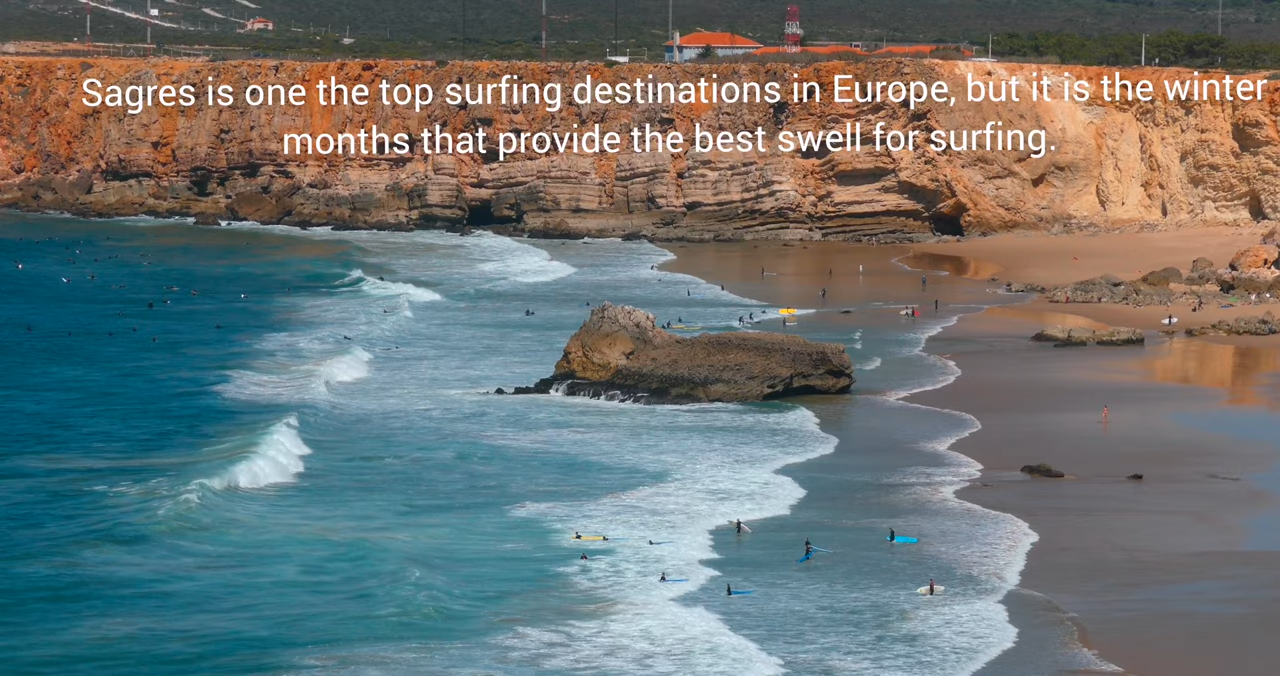 Sagres is one the top surfing destinations in Europe, but it is the winter
months that provide the best swell for surfing.